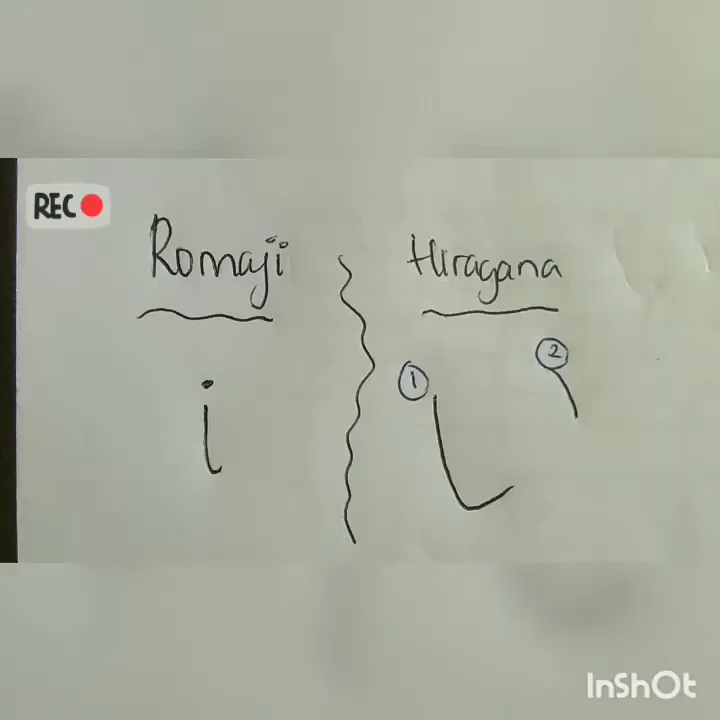 REC
Romaji Hiragana
i い
① ②
InShOt